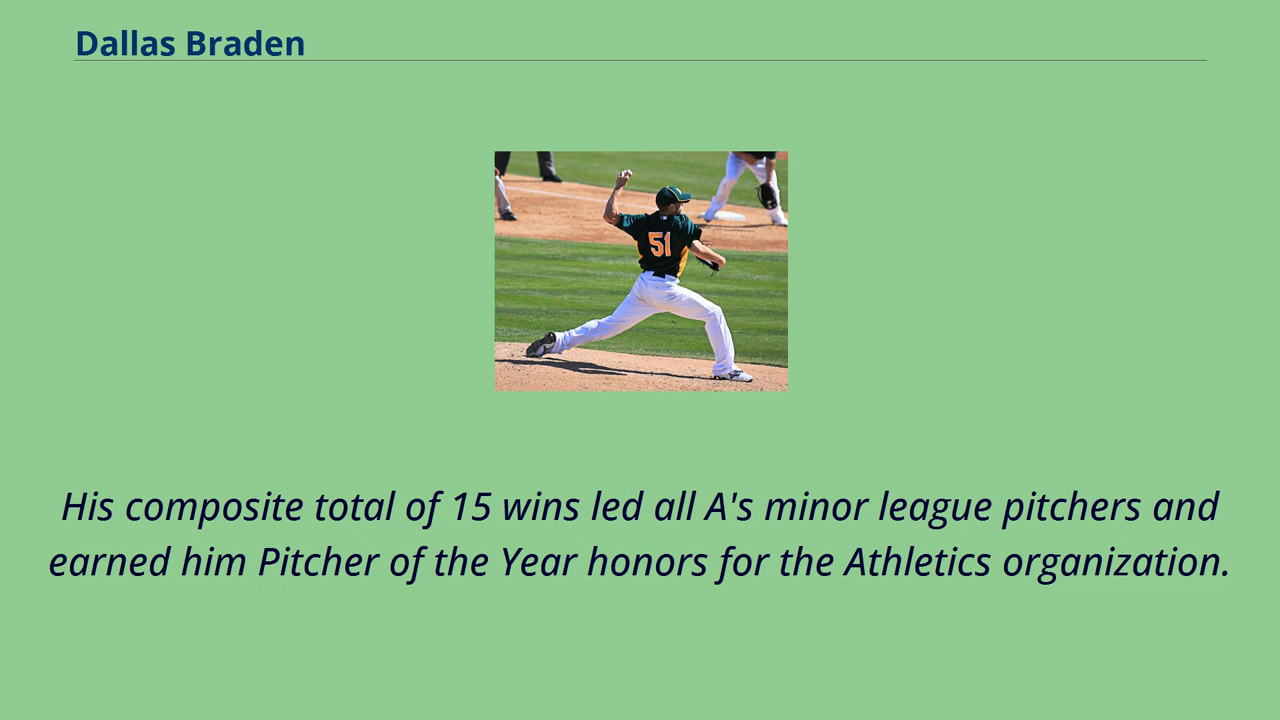 Dallas Braden
51
His composite total of 15 wins led all A's minor league pitchers and
earned him Pitcher of the Year honors for the Athletics organization.